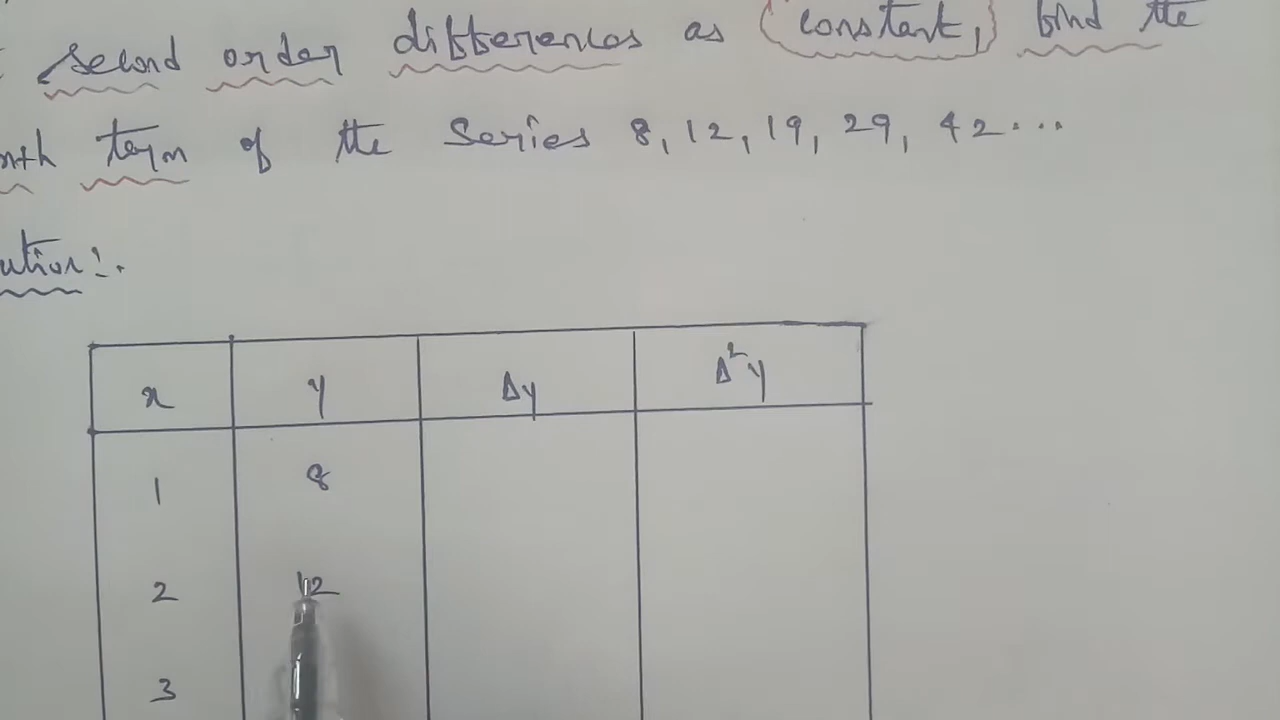 second order differences as (constant,) find the
nth term of the series 8, 12, 19, 29, 42...
ution:.
x y Δy Δ²y
1 8
2 12
3